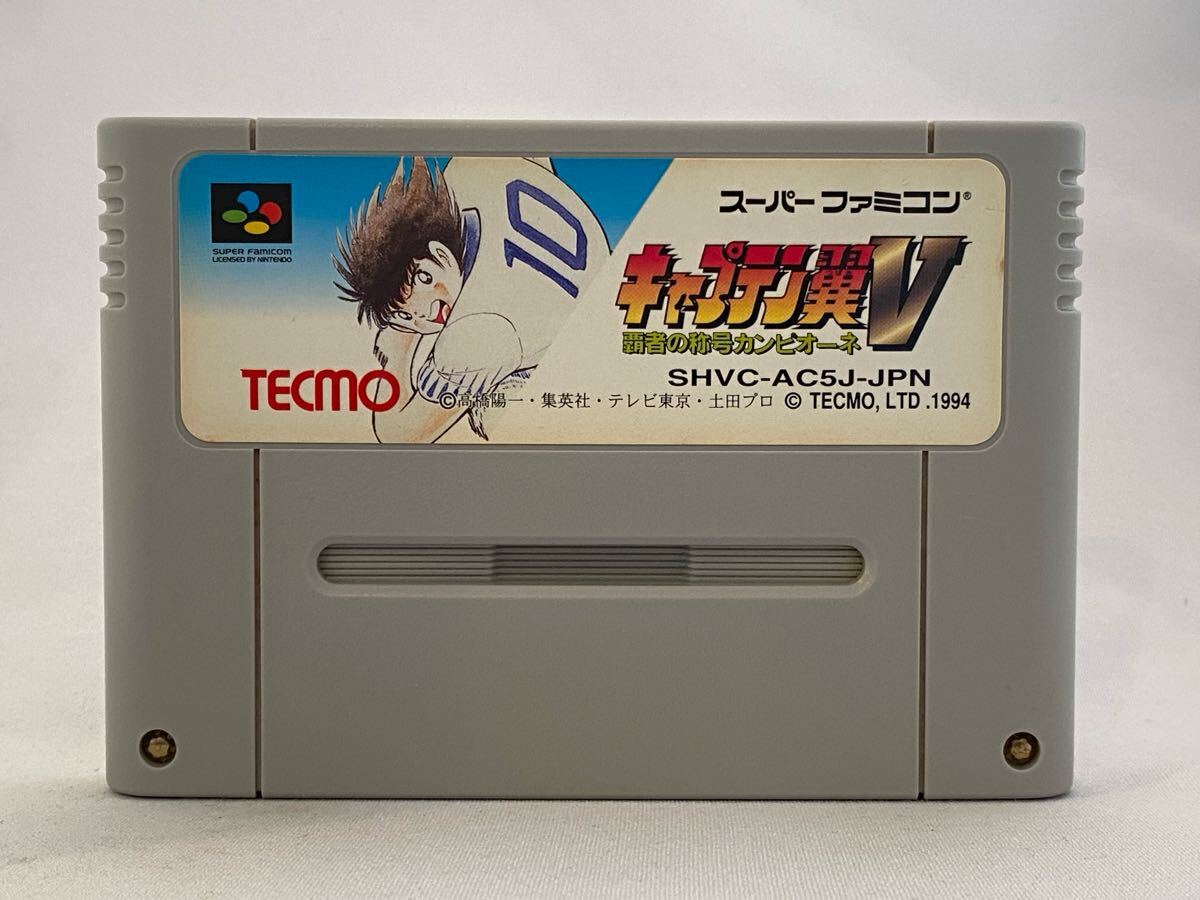 SUPER FAMICOM
LICENSED BY NINTENDO
10
スーパーファミコン®
キャプテン翼V
覇者の称号カンピオーネ
SHVC-AC5J-JPN
TECMO
©高橋陽一・集英社・テレビ東京・土田プロ © TECMO, LTD .1994